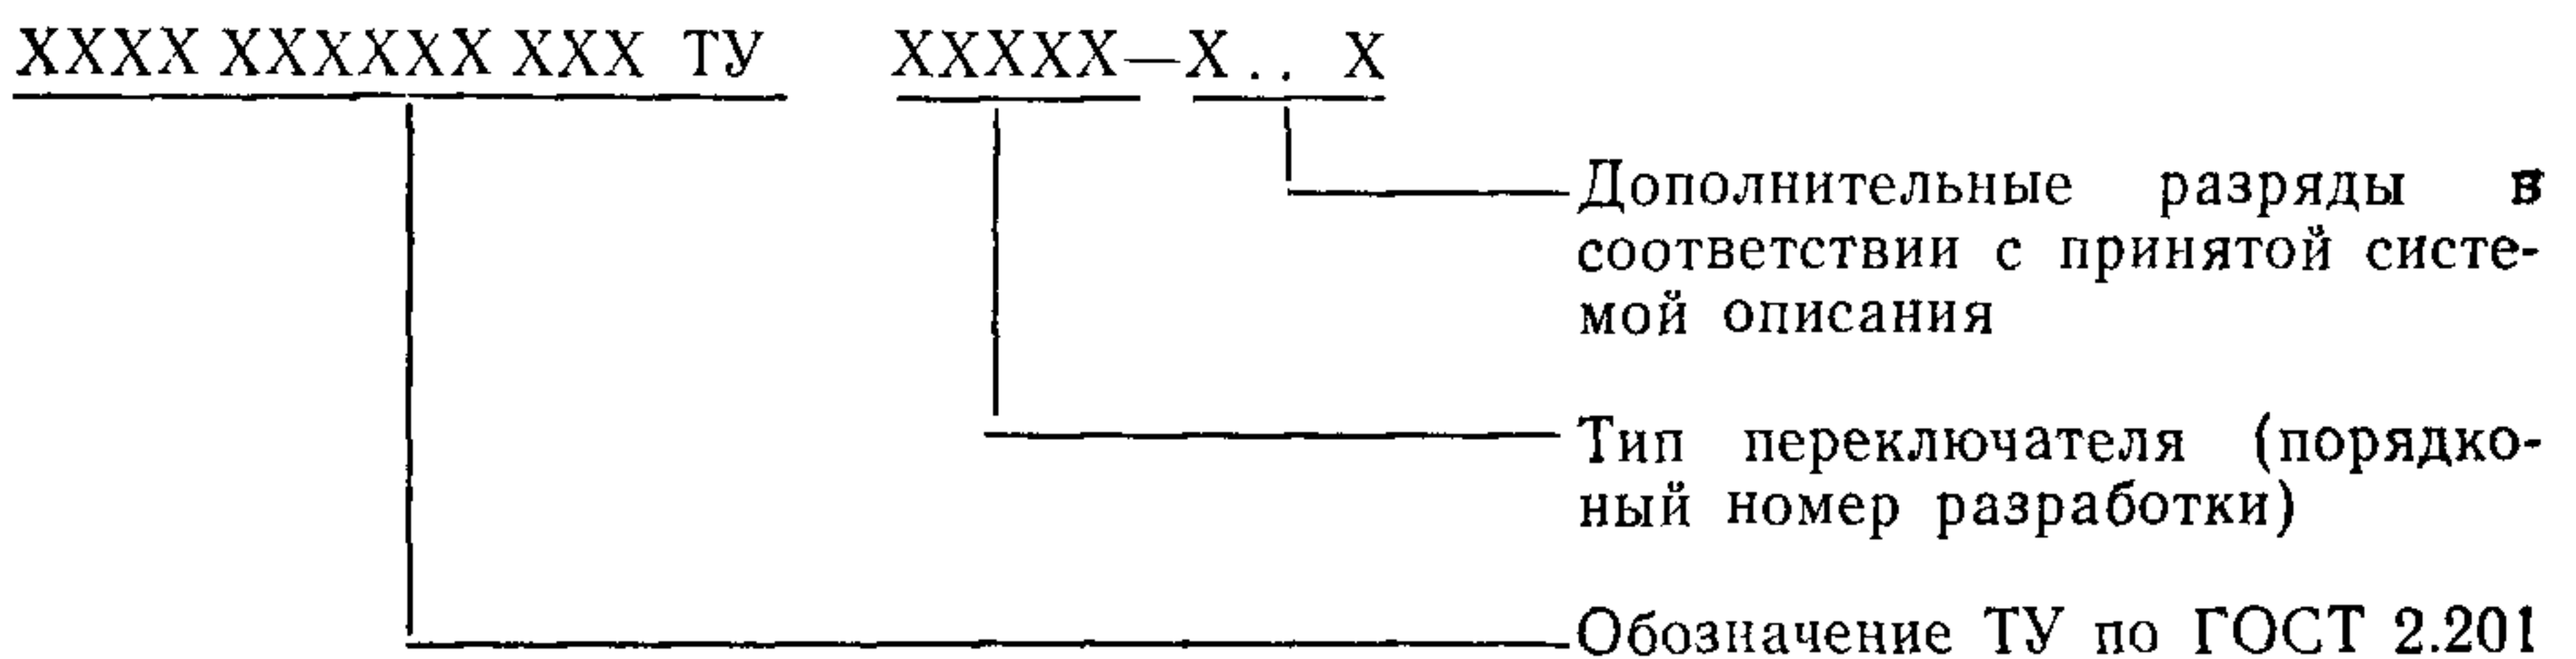 XXXX XXXXXX XXX ТУ XXXXX—X.. X
Дополнительные разряды в
соответствии с принятой систе-
мой описания
Тип переключателя (порядко-
ный номер разработки)
Обозначение ТУ по ГОСТ 2.201